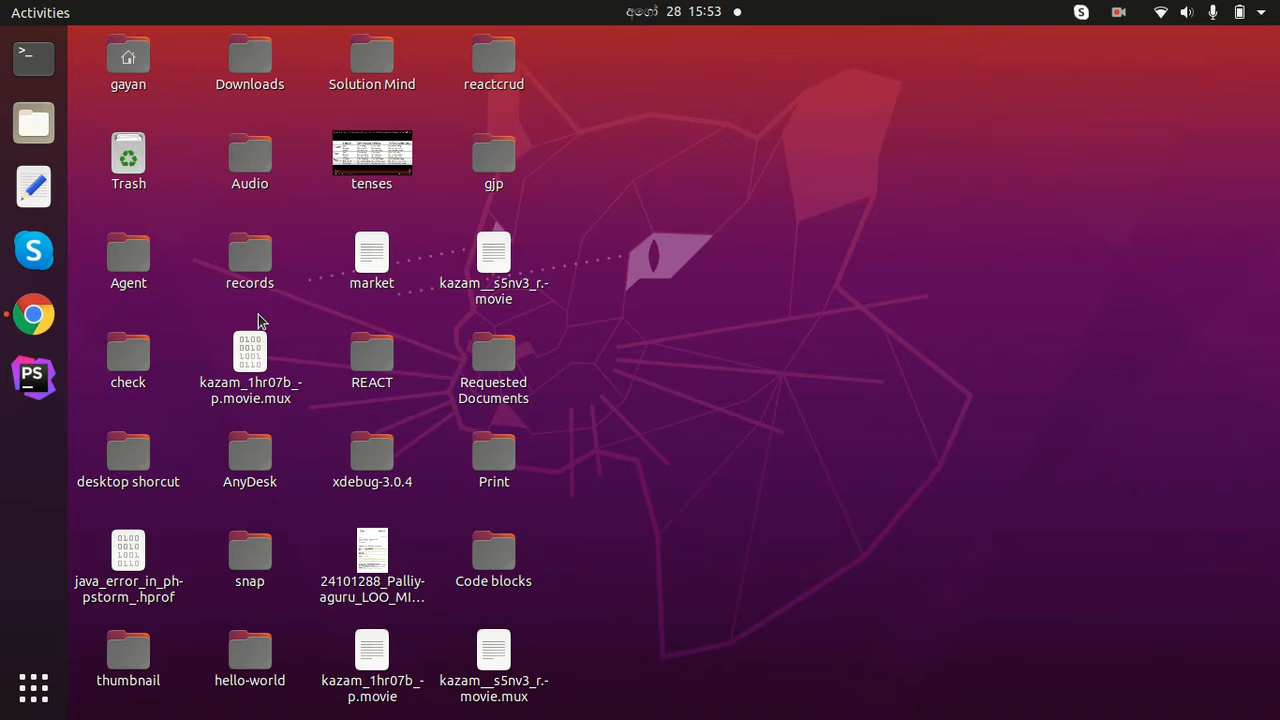 Activities
අගෝ 28 15:53
gayan
Downloads
Solution Mind
reactcrud
Trash
Audio
tenses
gjp
Agent
records
market
kazam__s5nv3_r.-
movie
check
kazam_1hr07b_-
p.movie.mux
REACT
Requested
Documents
desktop shorcut
AnyDesk
xdebug-3.0.4
Print
java_error_in_ph-
pstorm_.hprof
snap
24101288_Palliy-
aguru_LOO_MI...
Code blocks
thumbnail
hello-world
kazam_1hr07b_-
p.movie
kazam__s5nv3_r.-
movie.mux
PS
S